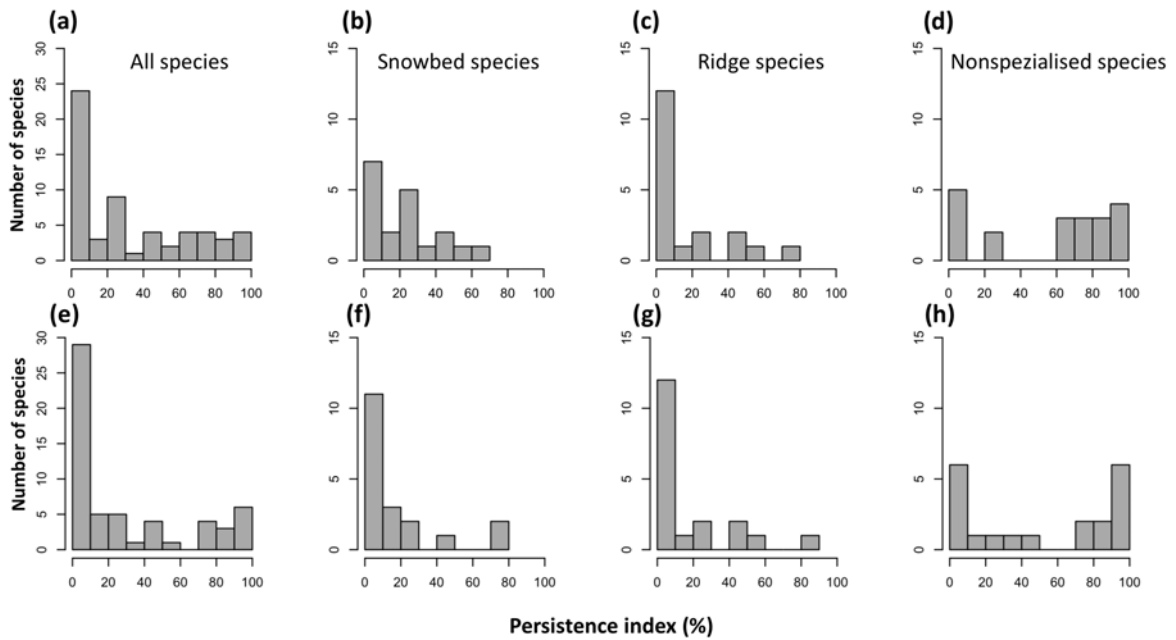 (a) (b) (c) (d)
All species Snowbed species Ridge species Nonspezialised species
Number of species
30 25 20 15 10 5 0
15 10 5 0
15 10 5 0
15 10 5 0
0 20 40 60 80 100
0 20 40 60 80 100
0 20 40 60 80 100
0 20 40 60 80 100
(e) (f) (g) (h)
Number of species
30 25 20 15 10 5 0
15 10 5 0
15 10 5 0
15 10 5 0
0 20 40 60 80 100
0 20 40 60 80 100
0 20 40 60 80 100
0 20 40 60 80 100
Persistence index (%)